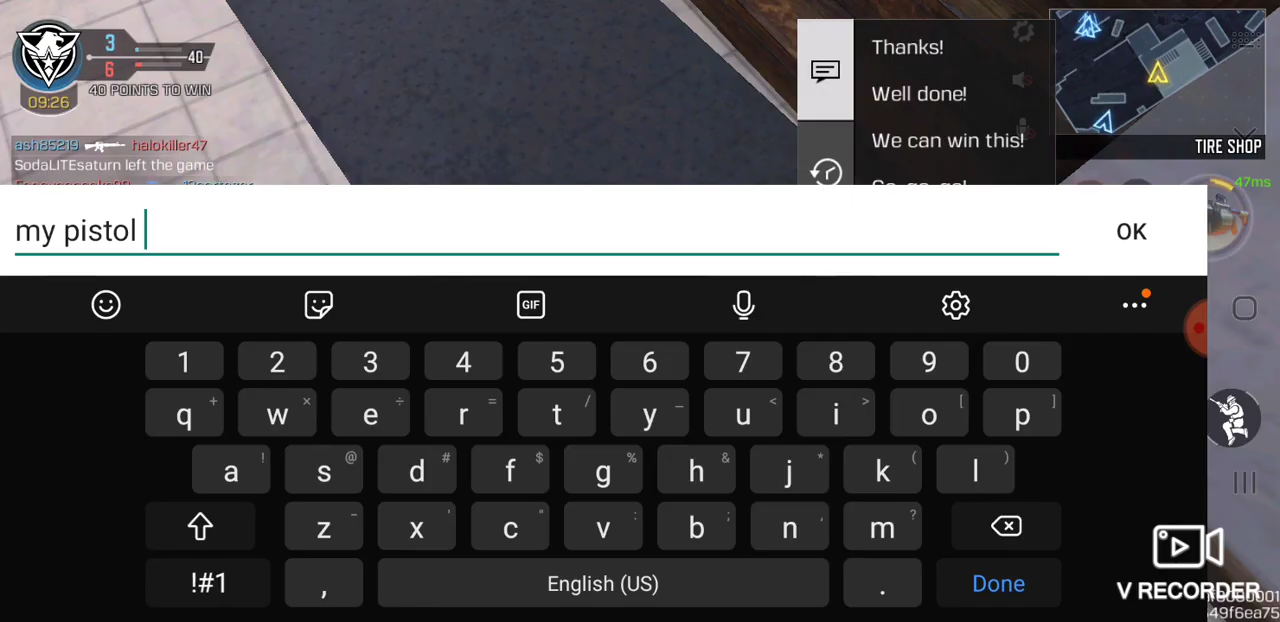 3
6
40
09:26
40 POINTS TO WIN
ash85219 halokiller47
SodaLITEsaturn left the game
Thanks!
Well done!
We can win this!
TIRE SHOP
47ms
my pistol
OK
GIF
1 2 3 4 5 6 7 8 9 0
q + w × e ÷ r = t / y _ u < i > o [ p ]
a ! s @ d # f $ g % h & j * k ( l )
z - x ' c " v : b ; n , m ?
!#1 , English (US) . Done
V RECORDER
49f6ea75